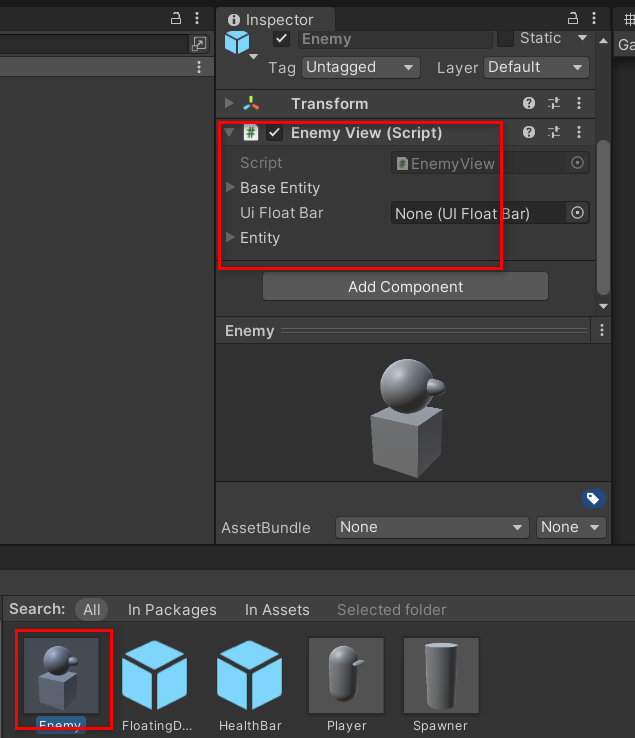 Inspector
Enemy
Static
Tag Untagged Layer Default
Transform
# Enemy View (Script)
Script # EnemyView
Base Entity
Ui Float Bar None (UI Float Bar)
Entity
Add Component
Enemy
AssetBundle None None
Search: All In Packages In Assets Selected folder
Enemy FloatingD... HealthBar Player Spawner